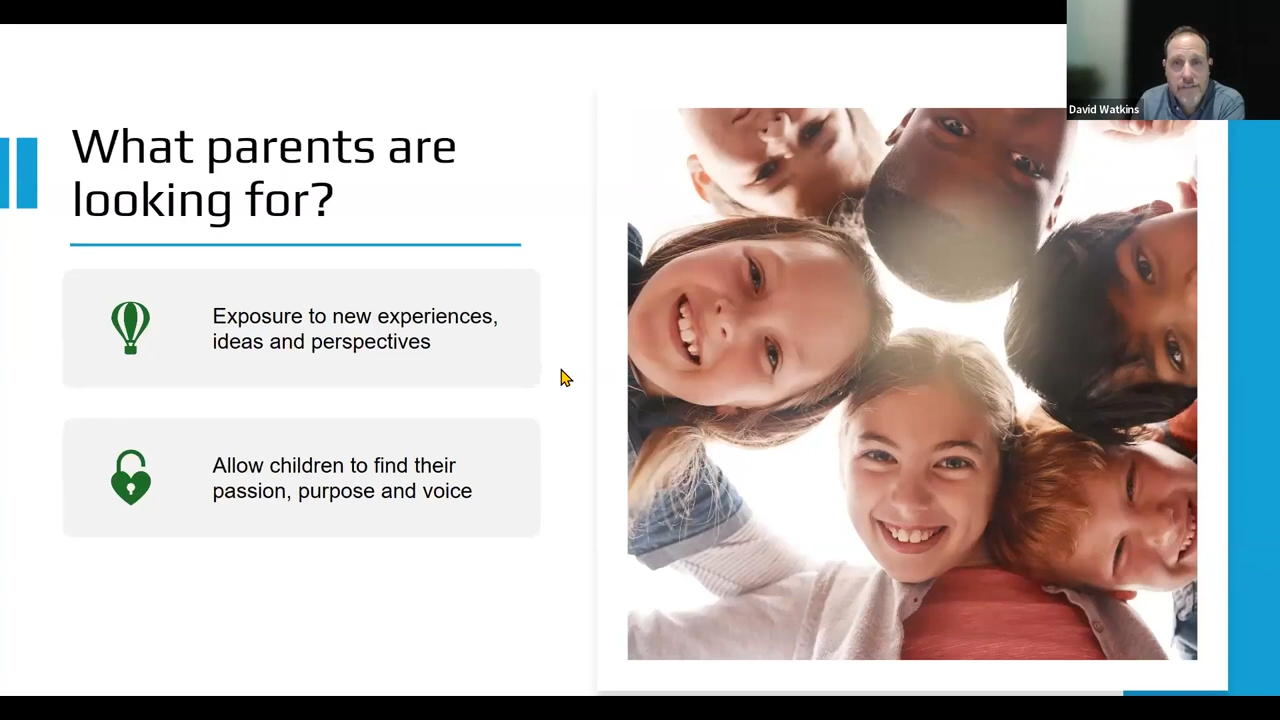 What parents are
looking for?
Exposure to new experiences,
ideas and perspectives
Allow children to find their
passion, purpose and voice
David Watkins